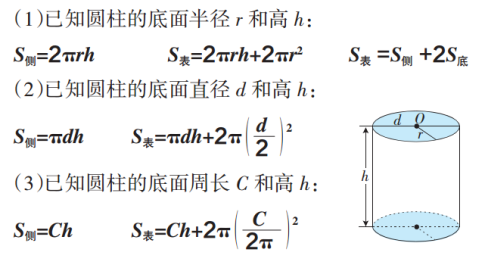 (1)已知圆柱的底面半径 r 和高 h：
S侧=2πrh S表=2πrh+2πr² S表 =S侧 +2S底
(2)已知圆柱的底面直径 d 和高 h：
S侧=πdh S表=πdh+2π(d/2)²
(3)已知圆柱的底面周长 C 和高 h：
S侧=Ch S表=Ch+2π(C/2π)²
d O
r
h